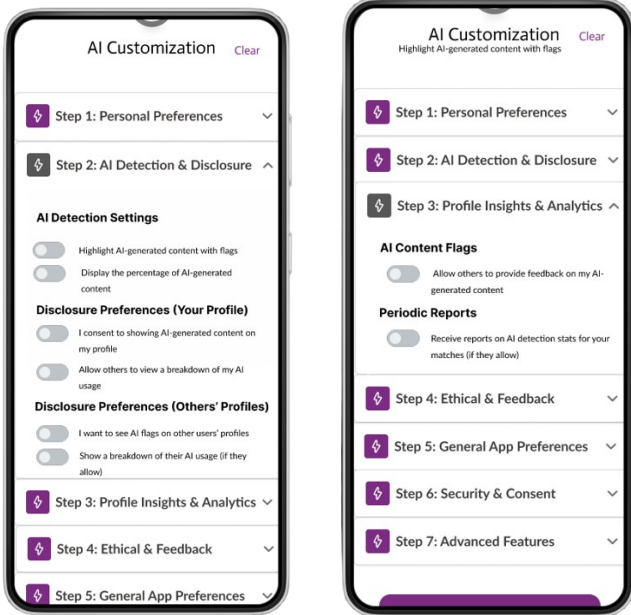 AI Customization
Clear
Step 1: Personal Preferences
Step 2: AI Detection & Disclosure
AI Detection Settings
Highlight AI-generated content with flags
Display the percentage of AI-generated
content
Disclosure Preferences (Your Profile)
I consent to showing AI-generated content on
my profile
Allow others to view a breakdown of my AI
usage
Disclosure Preferences (Others' Profiles)
I want to see AI flags on other users' profiles
Show a breakdown of their AI usage (if they
allow)
Step 3: Profile Insights & Analytics
Step 4: Ethical & Feedback
Step 5: General App Preferences
AI Customization
Clear
Highlight AI-generated content with flags
Step 1: Personal Preferences
Step 2: AI Detection & Disclosure
Step 3: Profile Insights & Analytics
AI Content Flags
Allow others to provide feedback on my AI-
generated content
Periodic Reports
Receive reports on AI detection stats for your
matches (if they allow)
Step 4: Ethical & Feedback
Step 5: General App Preferences
Step 6: Security & Consent
Step 7: Advanced Features